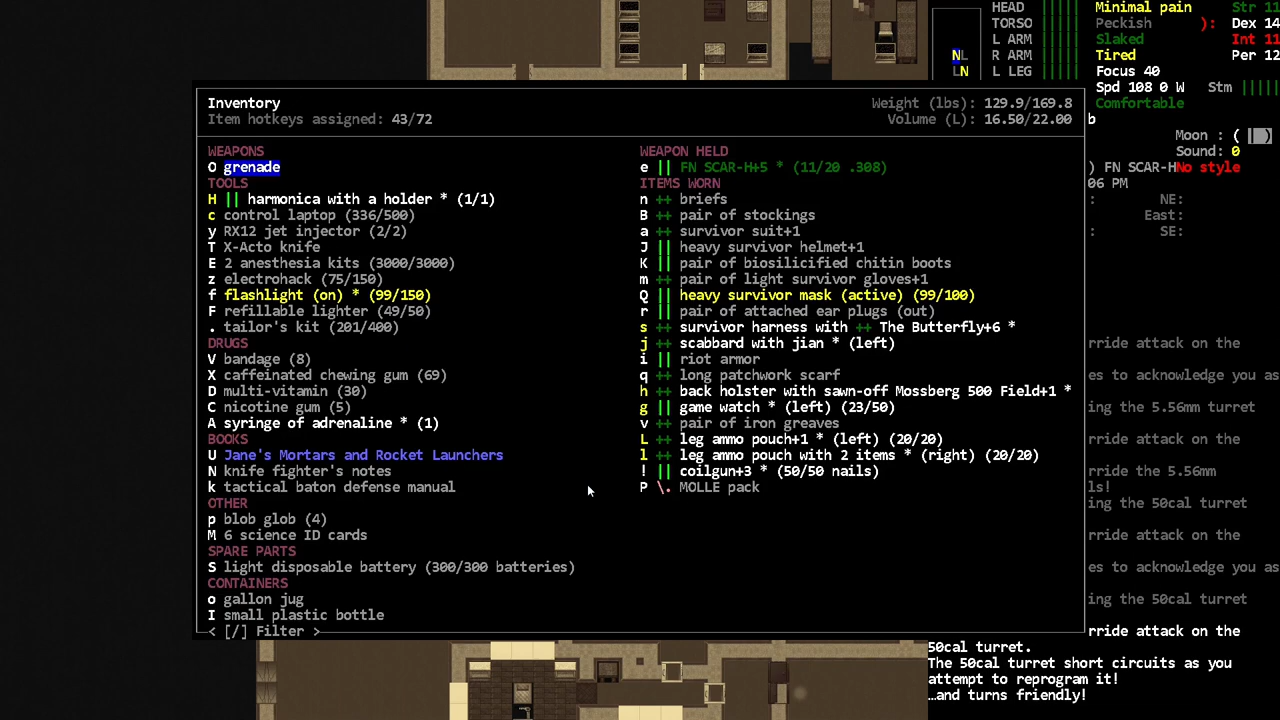 Inventory
Item hotkeys assigned: 43/72
Weight (lbs): 129.9/169.8
Volume (L): 16.50/22.00
WEAPONS
O grenade
TOOLS
H || harmonica with a holder * (1/1)
c control laptop (336/500)
y RX12 jet injector (2/2)
T X-Acto knife
E 2 anesthesia kits (3000/3000)
z electrohack (75/150)
f flashlight (on) * (99/150)
F refillable lighter (49/50)
. tailor's kit (201/400)
DRUGS
V bandage (8)
X caffeinated chewing gum (69)
D multi-vitamin (30)
C nicotine gum (5)
A syringe of adrenaline * (1)
BOOKS
U Jane's Mortars and Rocket Launchers
N knife fighter's notes
k tactical baton defense manual
OTHER
p blob glob (4)
M 6 science ID cards
SPARE PARTS
S light disposable battery (300/300 batteries)
CONTAINERS
o gallon jug
I small plastic bottle
< [/] Filter >
WEAPON HELD
e || FN SCAR-H+5 * (11/20 .308)
ITEMS WORN
n ++ briefs
B ++ pair of stockings
a ++ survivor suit+1
J || heavy survivor helmet+1
K || pair of biosilicified chitin boots
m ++ pair of light survivor gloves+1
Q || heavy survivor mask (active) (99/100)
r || pair of attached ear plugs (out)
s ++ survivor harness with ++ The Butterfly+6 *
j ++ scabbard with jian * (left)
i || riot armor
q ++ long patchwork scarf
h ++ back holster with sawn-off Mossberg 500 Field+1 *
g || game watch * (left) (23/50)
v ++ pair of iron greaves
L ++ leg ammo pouch+1 * (left) (20/20)
l ++ leg ammo pouch with 2 items * (right) (20/20)
! || coilgun+3 * (50/50 nails)
P \. MOLLE pack
NL
LN
HEAD |||||
TORSO |||||
L ARM |||||
R ARM |||||
L LEG |||||
Minimal pain
Peckish ):
Slaked
Tired
Focus 40
Spd 108 0 W Stm |||||
Comfortable
Str 11
Dex 14
Int 11
Per 12
b
Moon : ( | )
Sound: 0
) FN SCAR-HNo style
06 PM
: NE:
East:
: SE:
rride attack on the
es to acknowledge you as
ing the 5.56mm turret
rride attack on the
rride the 5.56mm
ls!
ing the 50cal turret
rride attack on the
es to acknowledge you as
ing the 50cal turret
rride attack on the
50cal turret.
The 50cal turret short circuits as you
attempt to reprogram it!
…and turns friendly!